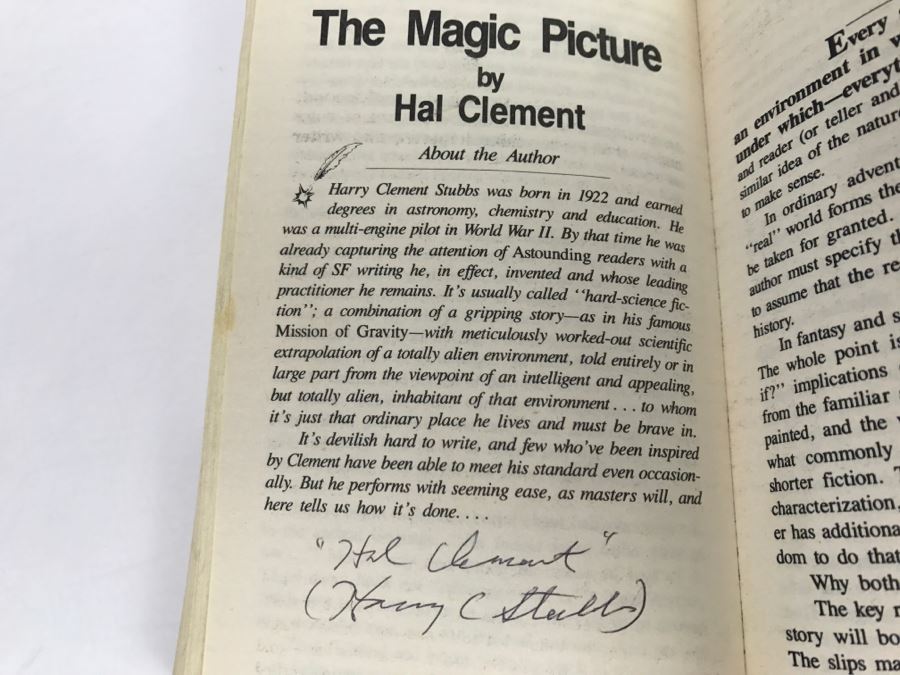 The Magic Picture
by
Hal Clement
About the Author
Harry Clement Stubbs was born in 1922 and earned
degrees in astronomy, chemistry and education. He
was a multi-engine pilot in World War II. By that time he was
already capturing the attention of Astounding readers with a
kind of SF writing he, in effect, invented and whose leading
practitioner he remains. It's usually called "hard-science fic-
tion"; a combination of a gripping story—as in his famous
Mission of Gravity—with meticulously worked-out scientific
extrapolation of a totally alien environment, told entirely or in
large part from the viewpoint of an intelligent and appealing,
but totally alien, inhabitant of that environment . . . to whom
it's just that ordinary place he lives and must be brave in.
It's devilish hard to write, and few who've been inspired
by Clement have been able to meet his standard even occasion-
ally. But he performs with seeming ease, as masters will, and
here tells us how it's done. . . .
"Hal Clement"
(Harry C Stubbs)
Every
an environment in
under which—everyt
and reader (or teller and
similar idea of the nature
to make sense.
In ordinary advent
"real" world forms the
be taken for granted.
author must specify th
to assume that the re
history.
In fantasy and s
The whole point is
if?" implications
from the familiar
painted, and the
what commonly
shorter fiction. T
characterization,
er has additiona
dom to do that
Why both
The key
story will bo
The slips ma